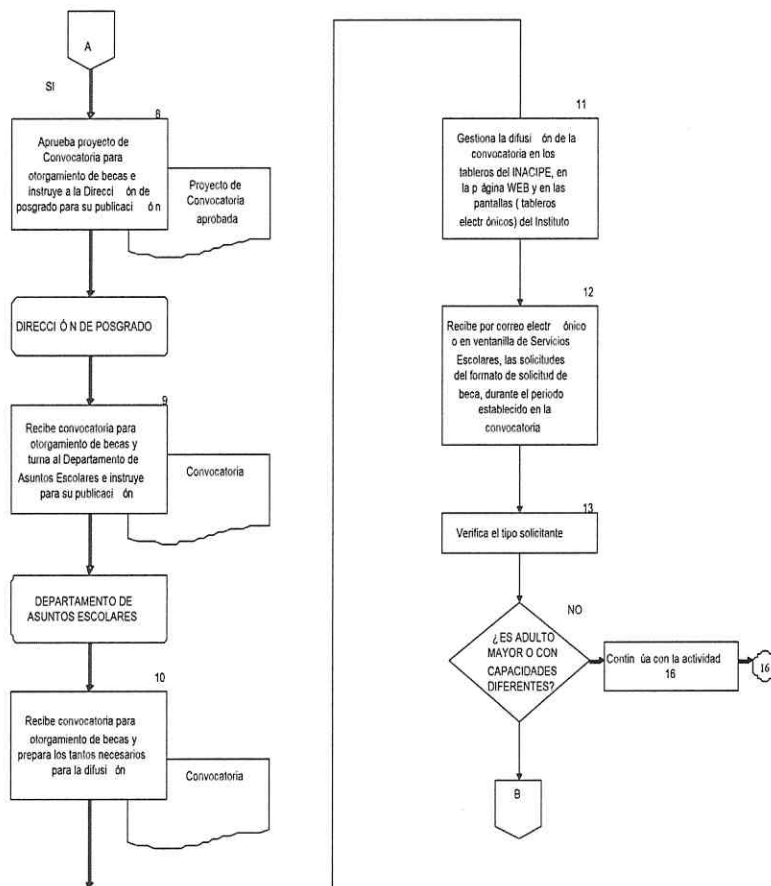 A
SI
8
Aprueba proyecto de
Convocatoria para
otorgamiento de becas e
instruye a la Direcci ón de
posgrado para su publicaci ó n
Proyecto de
Convocatoria
aprobada
DIRECCI Ó N DE POSGRADO
9
Recibe convocatoria para
otorgamiento de becas y
turna al Departamento de
Asuntos Escolares e instruye
para su publicaci ón
Convocatoria
DEPARTAMENTO DE
ASUNTOS ESCOLARES
10
Recibe convocatoria para
otorgamiento de becas y
prepara los tantos necesarios
para la difusi ón
Convocatoria
11
Gestiona la difusi ón de la
convocatoria en los
tableros del INACIPE, en
la p ágina WEB y en las
pantallas ( tableros
electr ónicos) del Instituto
12
Recibe por correo electr ónico
o en ventanilla de Servicios
Escolares, las solicitudes
del formato de solicitud de
beca, durante el periodo
establecido en la
convocatoria
13
Verifica el tipo solicitante
NO
¿ES ADULTO
MAYOR O CON
CAPACIDADES
DIFERENTES?
Contin úa con la actividad
16
16
B